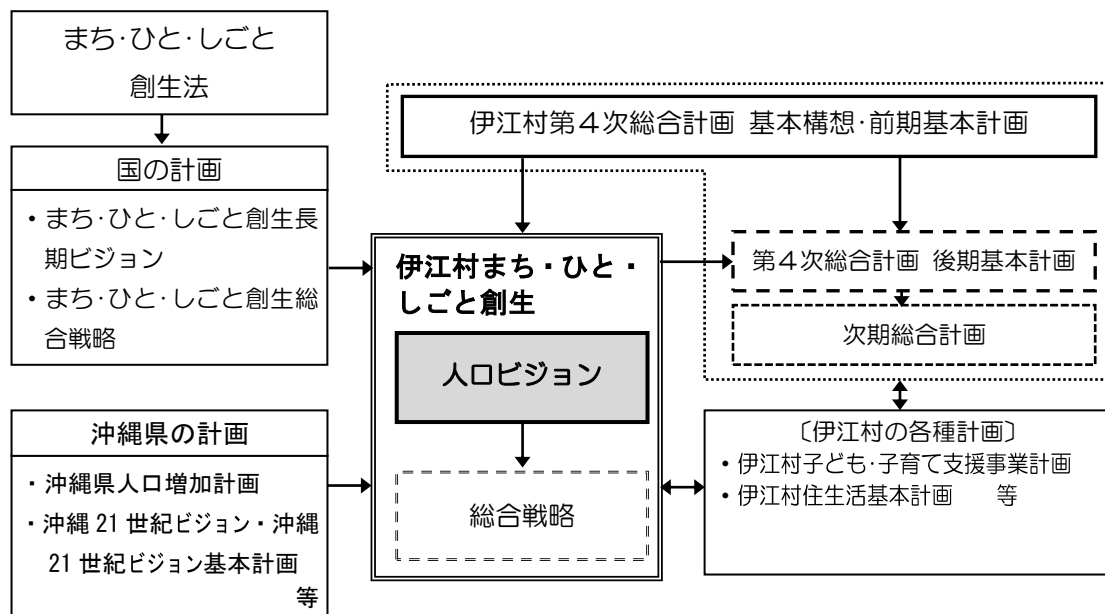 まち・ひと・しごと
創生法
国の計画
・まち・ひと・しごと創生長
期ビジョン
・まち・ひと・しごと創生総
合戦略
沖縄県の計画
・沖縄県人口増加計画
・沖縄 21 世紀ビジョン・沖縄
21 世紀ビジョン基本計画
等
伊江村第４次総合計画 基本構想・前期基本計画
伊江村まち・ひと・
しごと創生
人口ビジョン
総合戦略
第４次総合計画 後期基本計画
次期総合計画
〔伊江村の各種計画〕
・伊江村子ども・子育て支援事業計画
・伊江村住生活基本計画 等